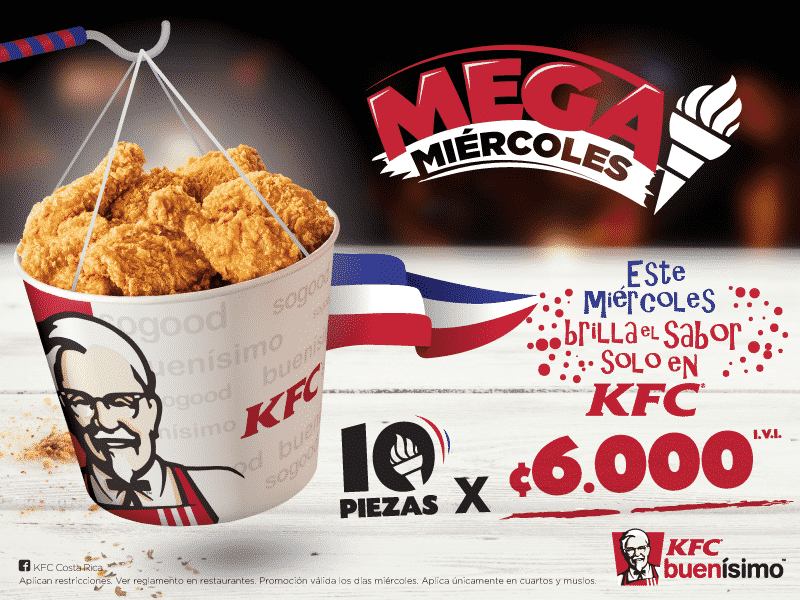 MEGA
MIÉRCOLES
Este
Miércoles
brilla el sabor
solo en
KFC
sogood
sogood
buenísimo
buenísimo
sogood
KFC
10
PIEZAS
X
¢6.000
I.V.I.
KFC Costa Rica
Aplican restricciones. Ver reglamento en restaurantes. Promoción válida los días miércoles. Aplica únicamente en cuartos y muslos.
KFC
buenísimo